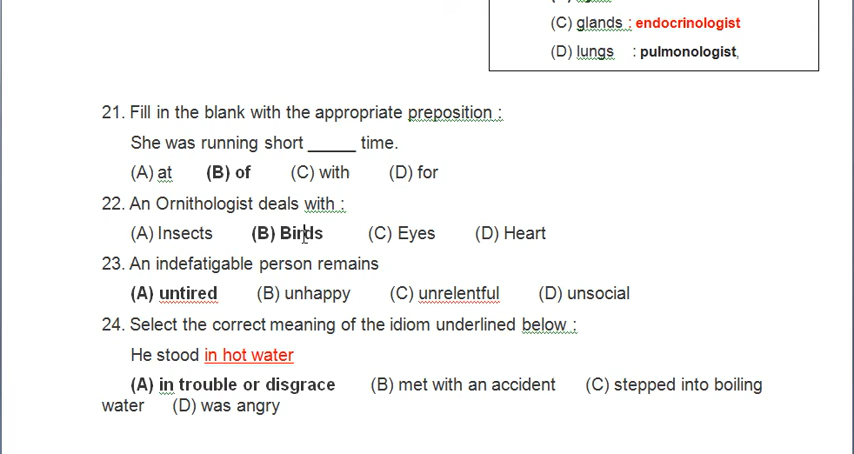 (C) glands : endocrinologist
(D) lungs : pulmonologist,
21. Fill in the blank with the appropriate preposition :
She was running short _____ time.
(A) at (B) of (C) with (D) for
22. An Ornithologist deals with :
(A) Insects (B) Birds (C) Eyes (D) Heart
23. An indefatigable person remains
(A) untired (B) unhappy (C) unrelentful (D) unsocial
24. Select the correct meaning of the idiom underlined below :
He stood in hot water
(A) in trouble or disgrace (B) met with an accident (C) stepped into boiling
water (D) was angry